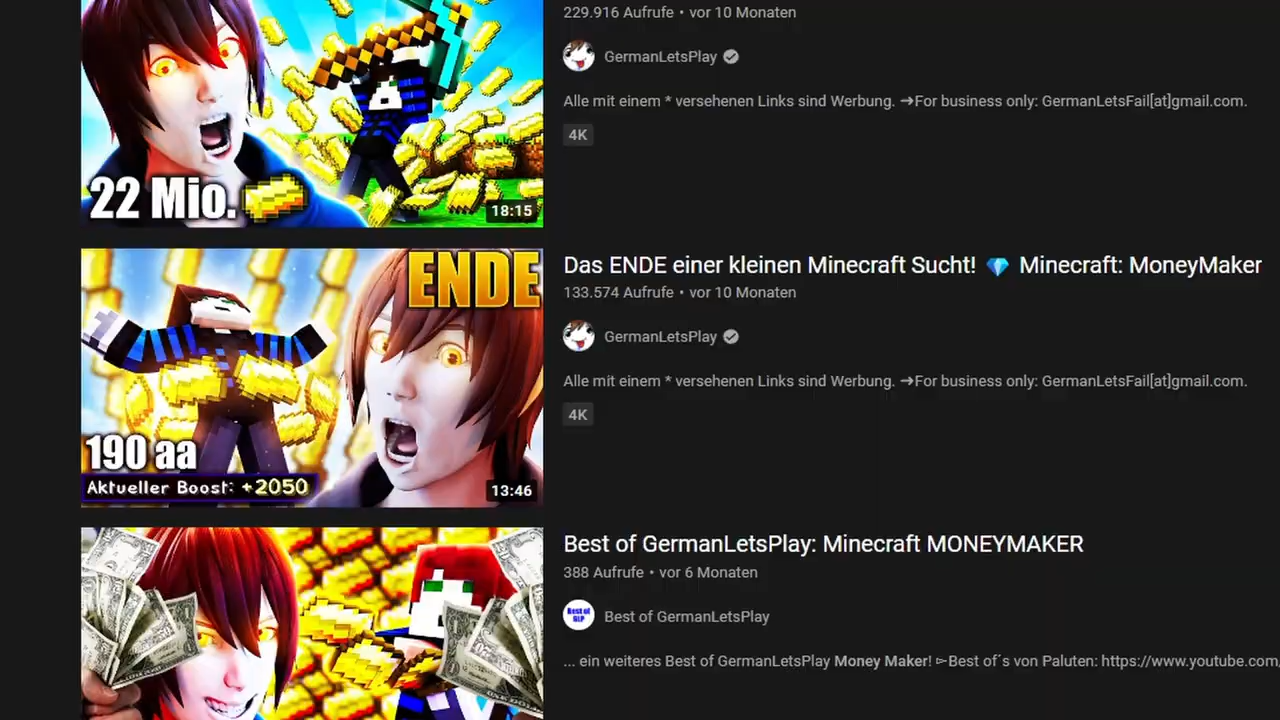 229.916 Aufrufe • vor 10 Monaten
GermanLetsPlay
Alle mit einem * versehenen Links sind Werbung. ➔For business only: GermanLetsFail[at]gmail.com.
4K
22 Mio.
18:15
Das ENDE einer kleinen Minecraft Sucht! 💎 Minecraft: MoneyMaker
133.574 Aufrufe • vor 10 Monaten
GermanLetsPlay
Alle mit einem * versehenen Links sind Werbung. ➔For business only: GermanLetsFail[at]gmail.com.
4K
ENDE
190 aa
Aktueller Boost: +2050
13:46
Best of GermanLetsPlay: Minecraft MONEYMAKER
388 Aufrufe • vor 6 Monaten
Best of
GLP
Best of GermanLetsPlay
... ein weiteres Best of GermanLetsPlay Money Maker! ▻Best of´s von Paluten: https://www.youtube.com/